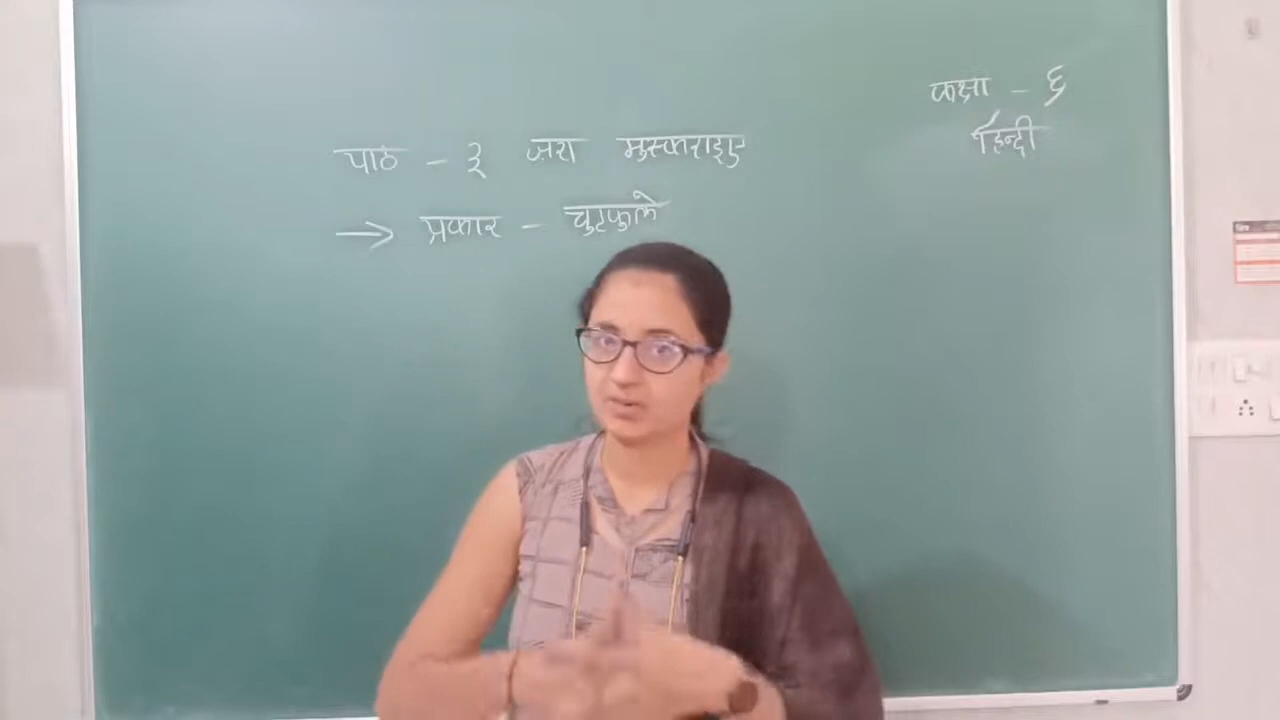 कक्षा - ६
हिन्दी
पाठ - ३ ज़रा मुस्कराइए
→ प्रकार - चुटकुले